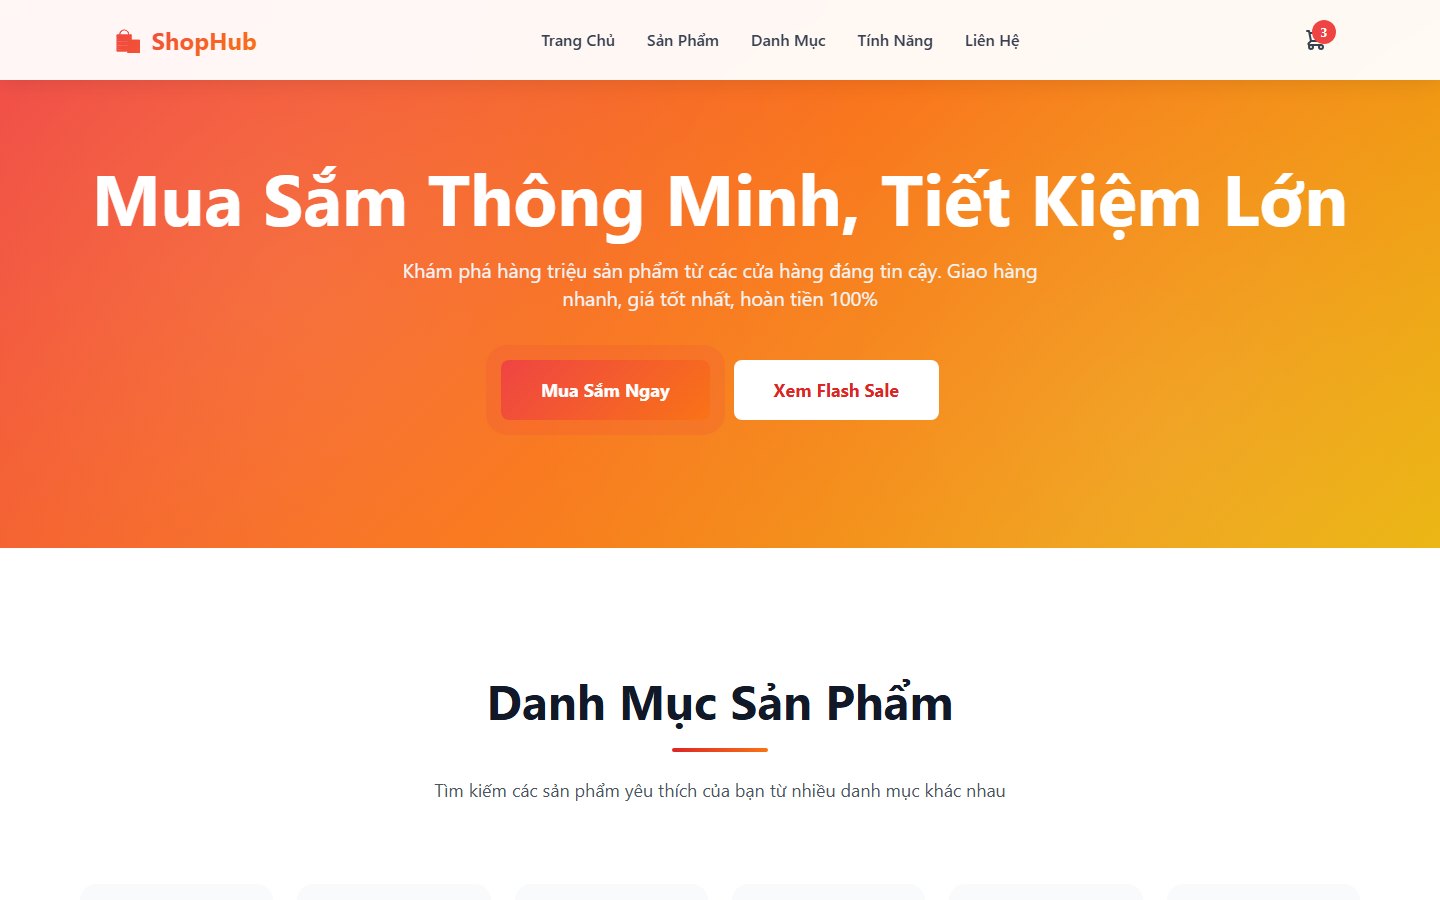 ShopHub
Trang Chủ
Sản Phẩm
Danh Mục
Tính Năng
Liên Hệ
3
Mua Sắm Thông Minh, Tiết Kiệm Lớn
Khám phá hàng triệu sản phẩm từ các cửa hàng đáng tin cậy. Giao hàng
nhanh, giá tốt nhất, hoàn tiền 100%
Mua Sắm Ngay
Xem Flash Sale
Danh Mục Sản Phẩm
Tìm kiếm các sản phẩm yêu thích của bạn từ nhiều danh mục khác nhau